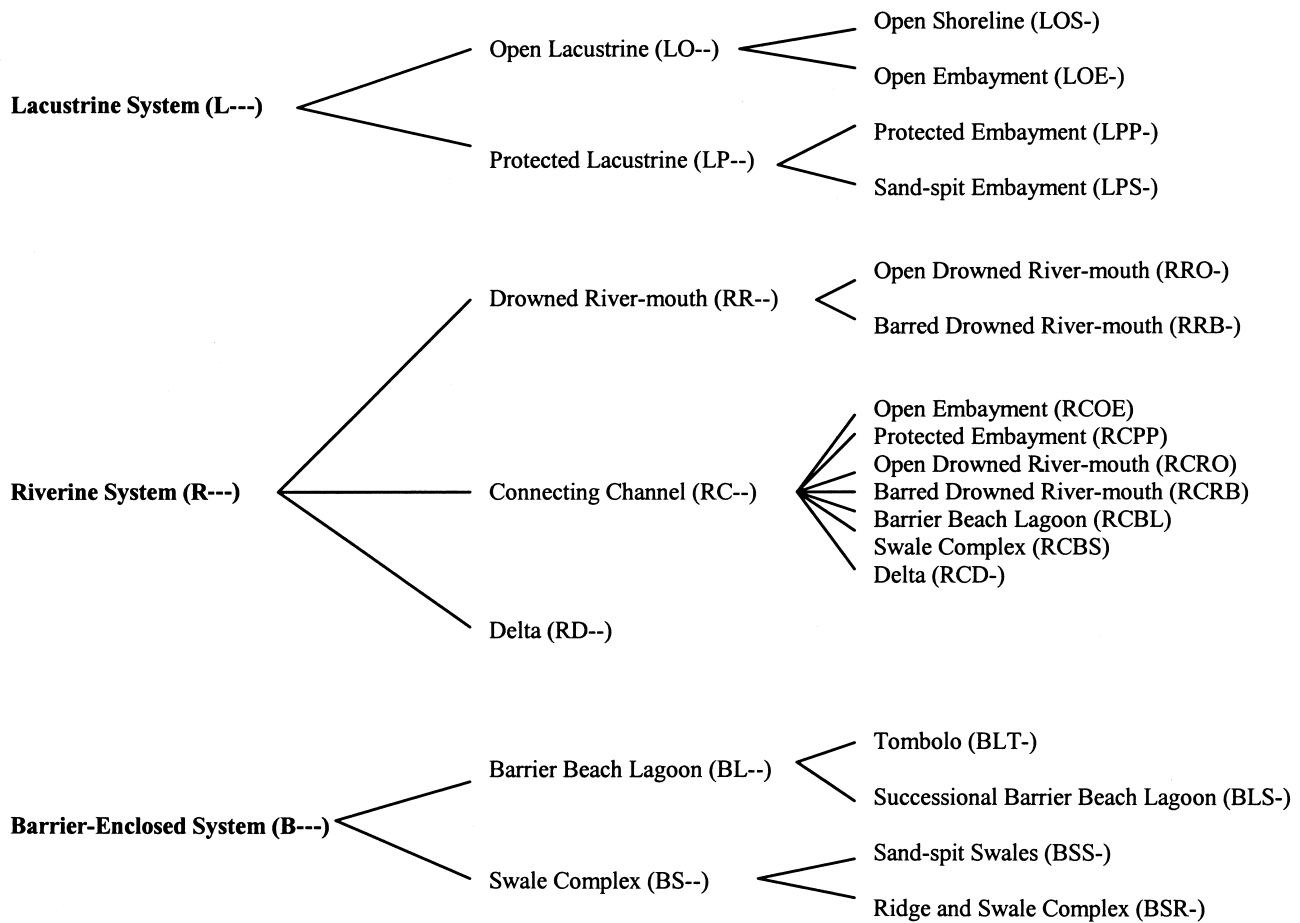 Lacustrine System (L---)
Open Lacustrine (LO--)
Open Shoreline (LOS-)
Open Embayment (LOE-)
Protected Lacustrine (LP--)
Protected Embayment (LPP-)
Sand-spit Embayment (LPS-)
Riverine System (R---)
Drowned River-mouth (RR--)
Open Drowned River-mouth (RRO-)
Barred Drowned River-mouth (RRB-)
Connecting Channel (RC--)
Open Embayment (RCOE)
Protected Embayment (RCPP)
Open Drowned River-mouth (RCRO)
Barred Drowned River-mouth (RCRB)
Barrier Beach Lagoon (RCBL)
Swale Complex (RCBS)
Delta (RCD-)
Delta (RD--)
Barrier-Enclosed System (B---)
Barrier Beach Lagoon (BL--)
Tombolo (BLT-)
Successional Barrier Beach Lagoon (BLS-)
Swale Complex (BS--)
Sand-spit Swales (BSS-)
Ridge and Swale Complex (BSR-)